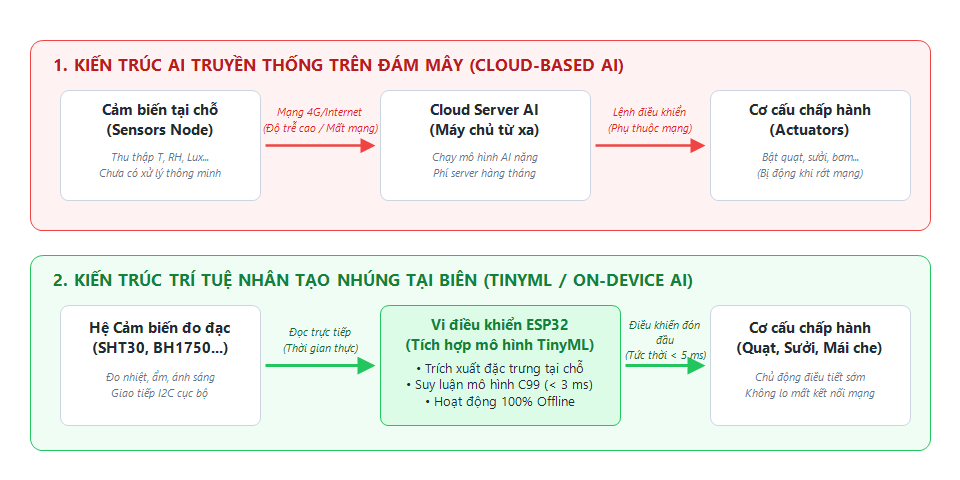 1. KIẾN TRÚC AI TRUYỀN THỐNG TRÊN ĐÁM MÂY (CLOUD-BASED AI)
Cảm biến tại chỗ
(Sensors Node)
Thu thập T, RH, Lux...
Chưa có xử lý thông minh
Mạng 4G/Internet
(Độ trễ cao / Mất mạng)
Cloud Server AI
(Máy chủ từ xa)
Chạy mô hình AI nặng
Phí server hàng tháng
Lệnh điều khiển
(Phụ thuộc mạng)
Cơ cấu chấp hành
(Actuators)
Bật quạt, sưởi, bơm...
(Bị động khi rớt mạng)
2. KIẾN TRÚC TRÍ TUỆ NHÂN TẠO NHÚNG TẠI BIÊN (TINYML / ON-DEVICE AI)
Hệ Cảm biến đo đạc
(SHT30, BH1750...)
Đo nhiệt, ẩm, ánh sáng
Giao tiếp I2C cục bộ
Đọc trực tiếp
(Thời gian thực)
Vi điều khiển ESP32
(Tích hợp mô hình TinyML)
• Trích xuất đặc trưng tại chỗ
• Suy luận mô hình C99 (< 3 ms)
• Hoạt động 100% Offline
Điều khiển đón
đầu
(Tức thời < 5 ms)
Cơ cấu chấp hành
(Quạt, Sưởi, Mái che)
Chủ động điều tiết sớm
Không lo mất kết nối mạng